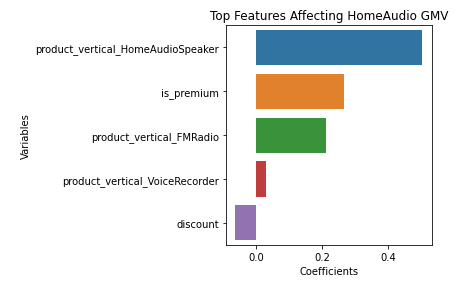 Top Features Affecting HomeAudio GMV
product_vertical_HomeAudioSpeaker
is_premium
product_vertical_FMRadio
product_vertical_VoiceRecorder
discount
Variables
0.0 0.2 0.4
Coefficients